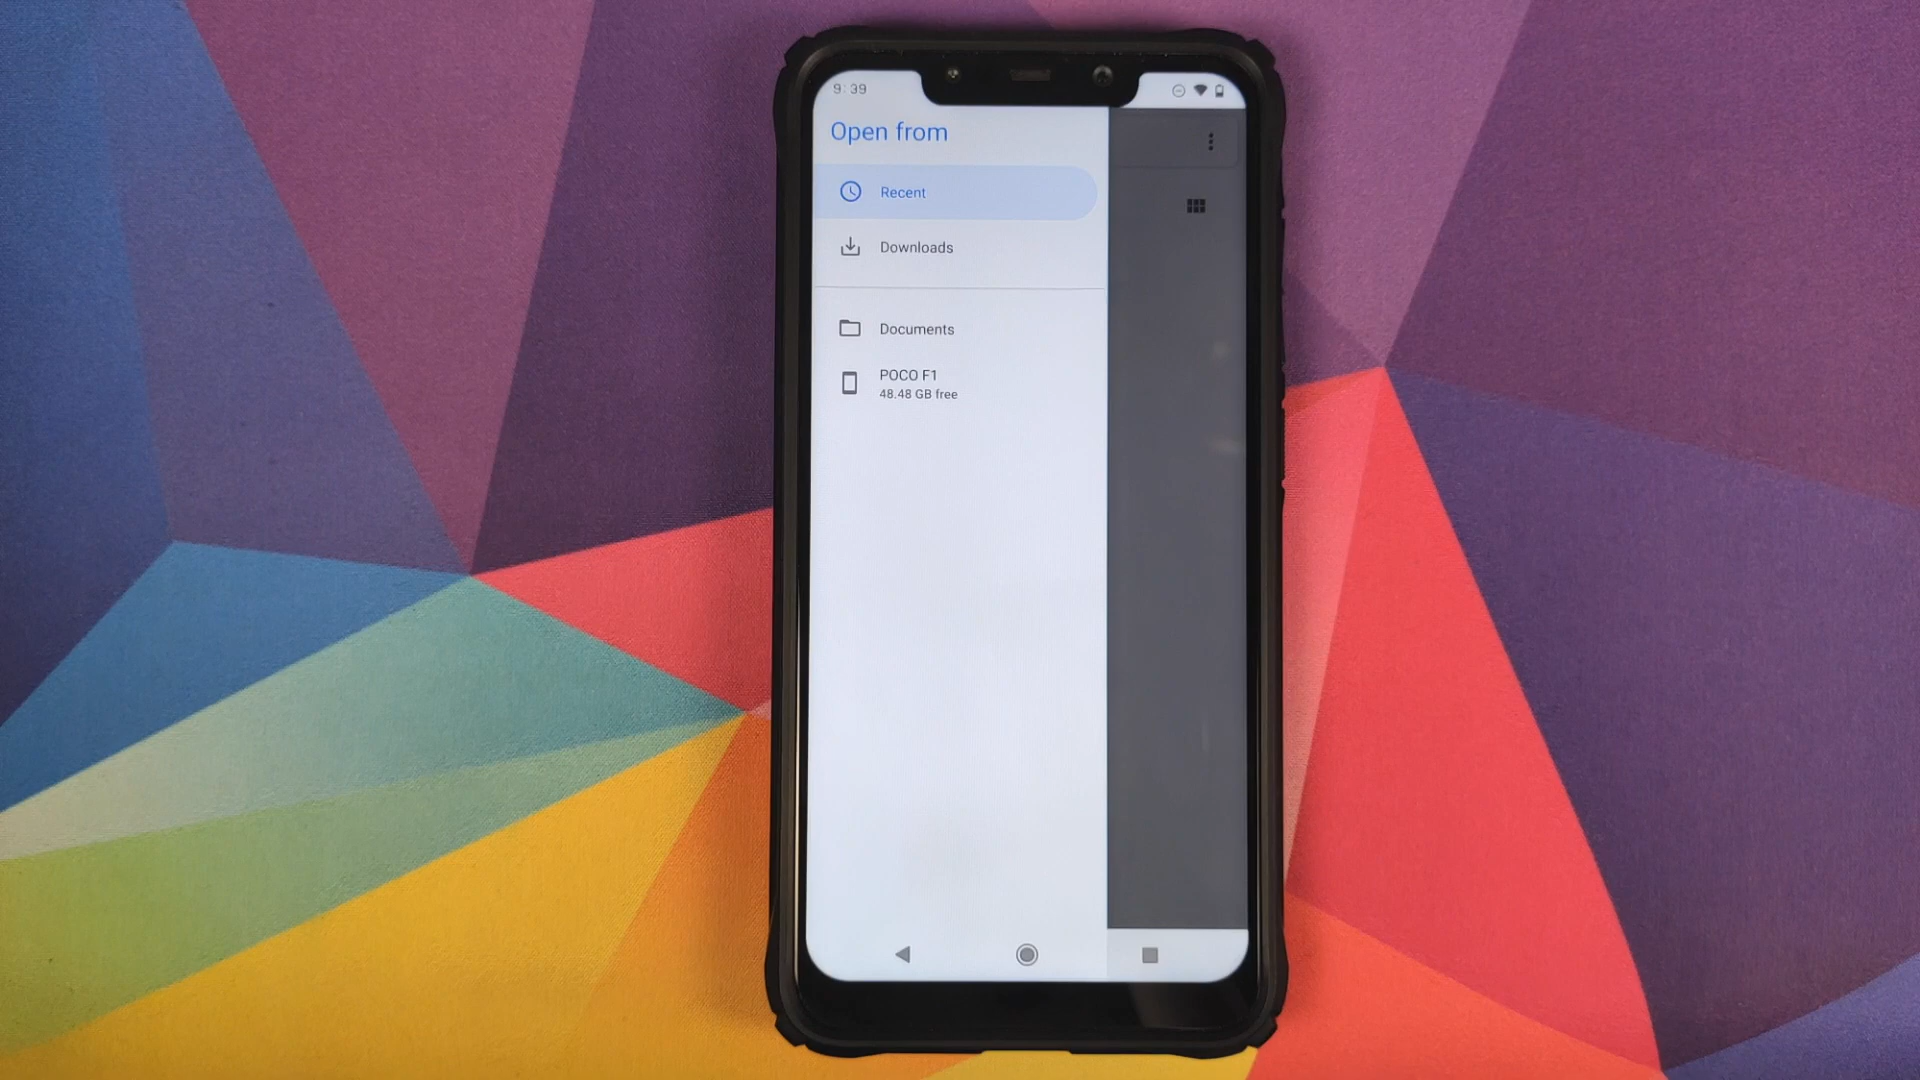 9:39
Open from
Recent
Downloads
Documents
POCO F1
48.48 GB free